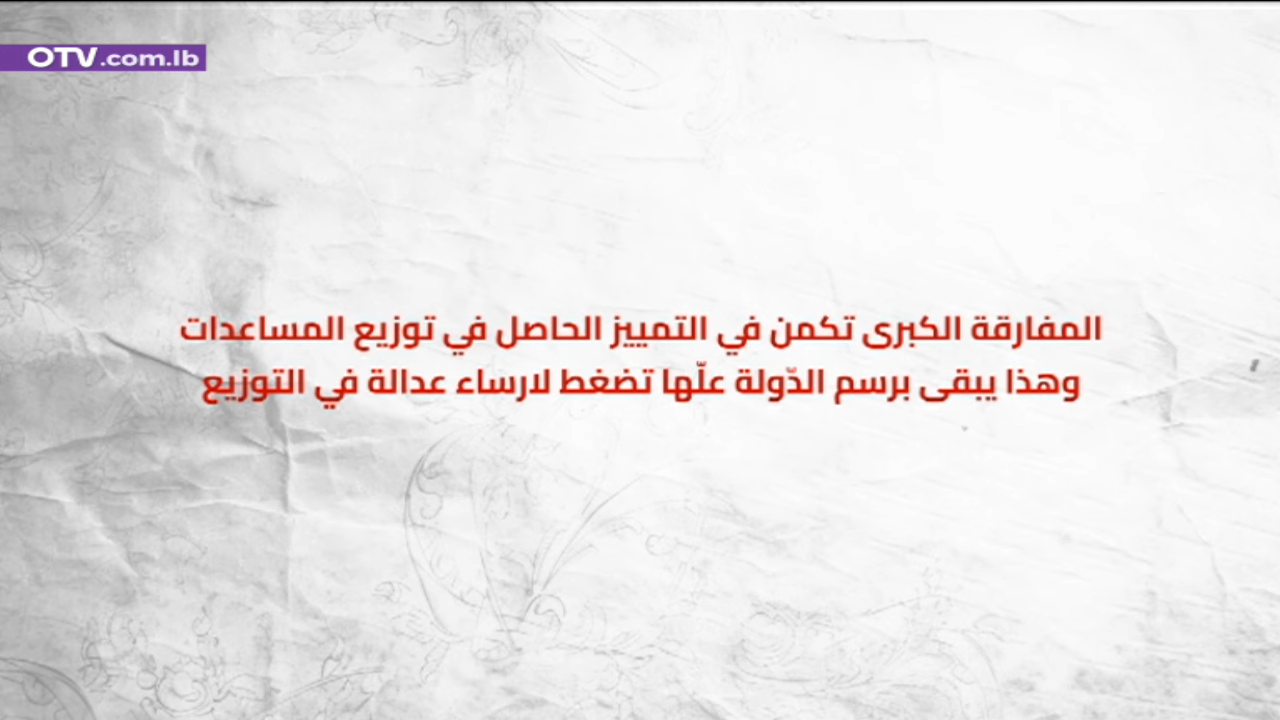 OTV.com.lb
المفارقة الكبرى تكمن في التمييز الحاصل في توزيع المساعدات
وهذا يبقى برسم الدّولة علّها تضغط لارساء عدالة في التوزيع